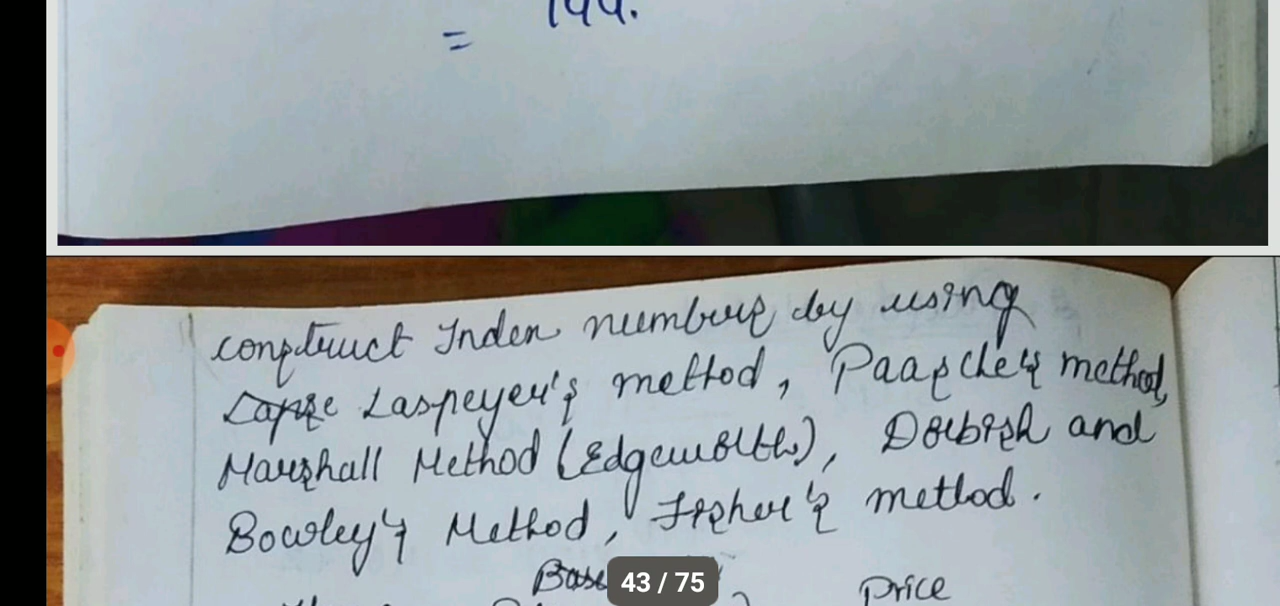 = 144.
construct Index numbers by using
Laspeyer's method, Paasche's method,
Marshall Method (Edgeworth), Dorbish and
Bowley's Method, Fisher's method.
Base 43 / 75 Price